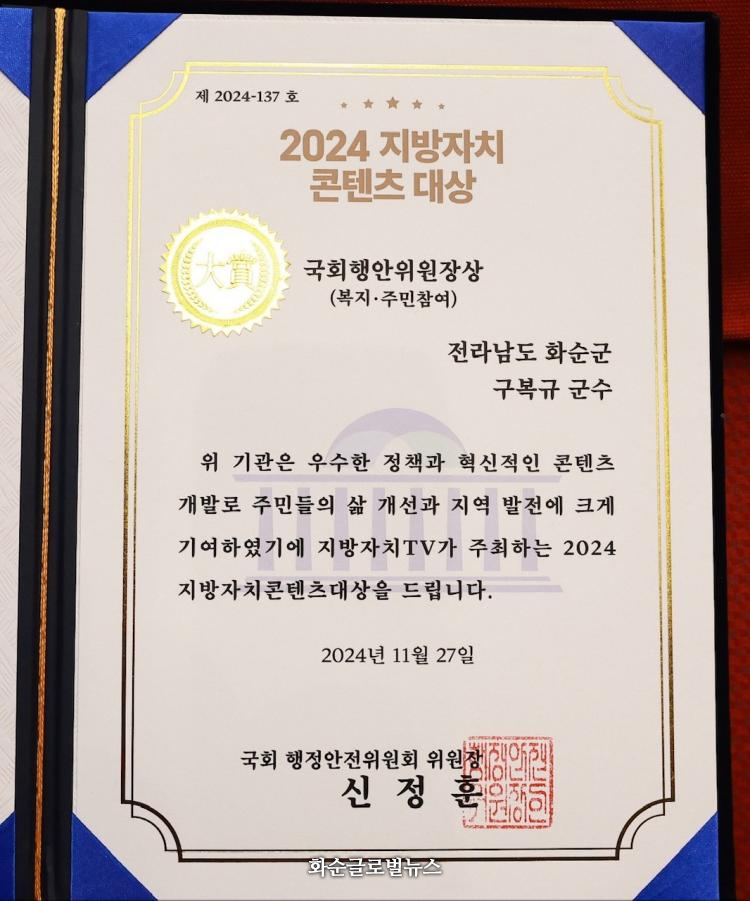 제 2024-137 호
2024 지방자치
콘텐츠 대상
大賞
국회행안위원장상
(복지·주민참여)
전라남도 화순군
구복규 군수
위 기관은 우수한 정책과 혁신적인 콘텐츠
개발로 주민들의 삶 개선과 지역 발전에 크게
기여하였기에 지방자치TV가 주최하는 2024
지방자치콘텐츠대상을 드립니다.
2024년 11월 27일
국회 행정안전위원회 위원장
신 정 훈
화순글로벌뉴스